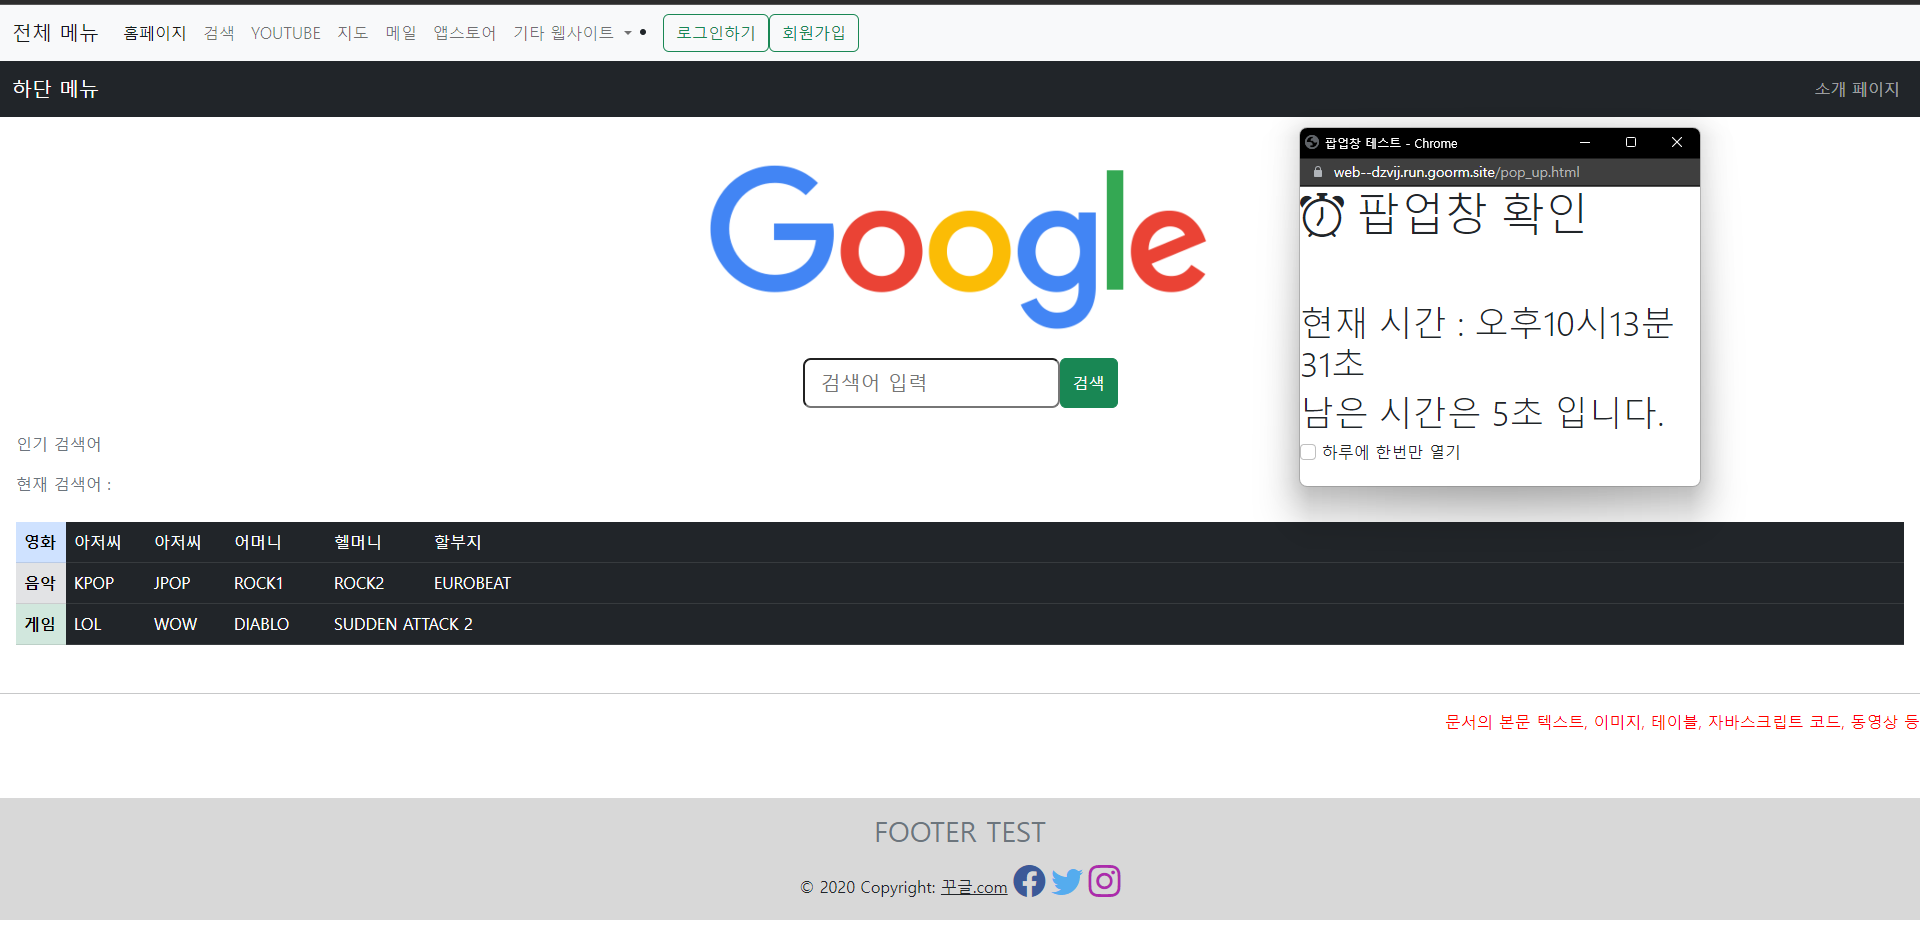 전체 메뉴 홈페이지 검색 YOUTUBE 지도 메일 앱스토어 기타 웹사이트 로그인하기 회원가입
하단 메뉴 소개 페이지
Google
검색어 입력 검색
인기 검색어
현재 검색어 :
영화 아저씨 아저씨 어머니 헬머니 할부지
음악 KPOP JPOP ROCK1 ROCK2 EUROBEAT
게임 LOL WOW DIABLO SUDDEN ATTACK 2
팝업창 테스트 - Chrome
web--dzvij.run.goorm.site/pop_up.html
팝업창 확인
현재 시간 : 오후10시13분
31초
남은 시간은 5초 입니다.
하루에 한번만 열기
문서의 본문 텍스트, 이미지, 테이블, 자바스크립트 코드, 동영상 등
FOOTER TEST
© 2020 Copyright: 꾸글.com